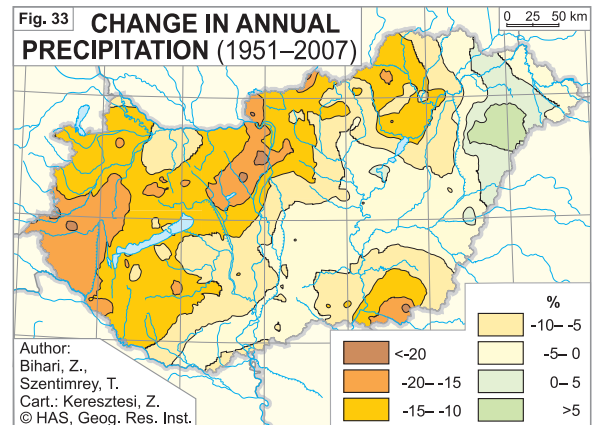 Fig. 33
CHANGE IN ANNUAL
PRECIPITATION (1951–2007)
0 25 50 km
%
<-20
-20– -15
-15– -10
-10– -5
-5– 0
0– 5
>5
Author:
Bihari, Z.,
Szentimrey, T.
Cart.: Keresztesi, Z.
© HAS, Geog. Res. Inst.